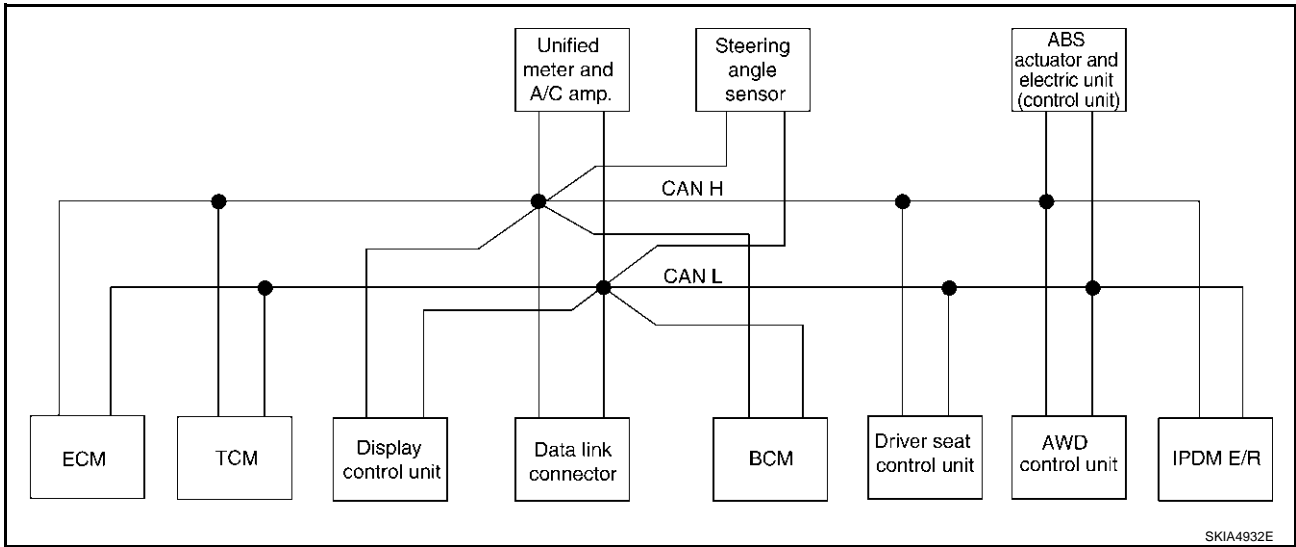 Unified
meter and
A/C amp.
Steering
angle
sensor
ABS
actuator and
electric unit
(control unit)
CAN H
CAN L
ECM
TCM
Display
control unit
Data link
connector
BCM
Driver seat
control unit
AWD
control unit
IPDM E/R
SKIA4932E